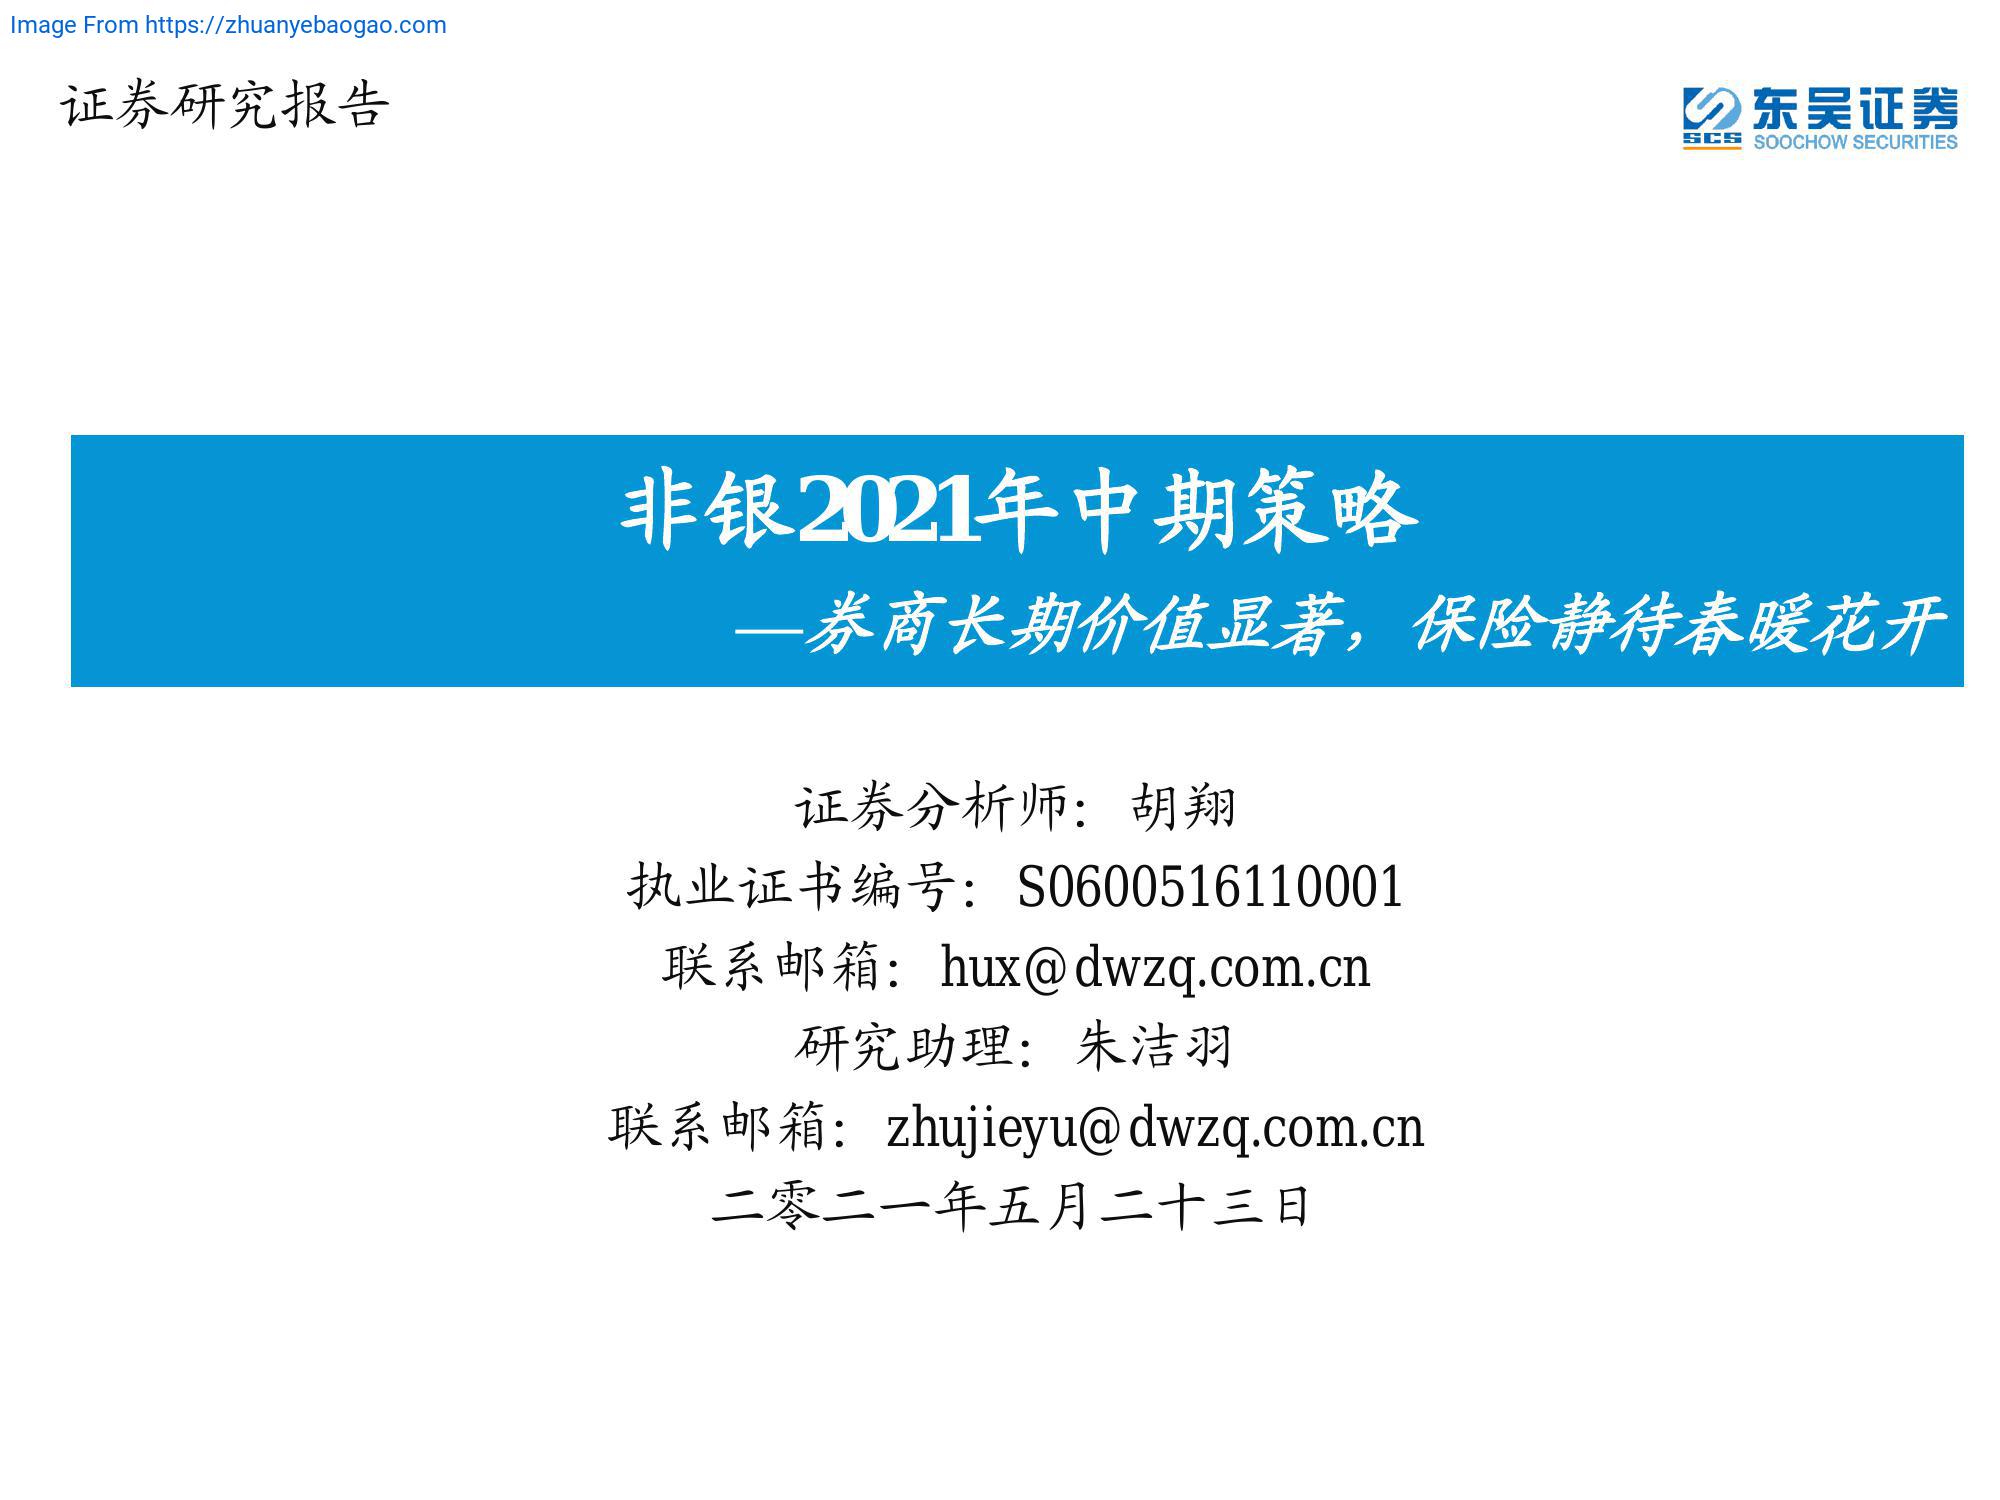 Image From https://zhuanyebaogao.com
证券研究报告
SCS
东吴证券
SOOCHOW SECURITIES
非银2021年中期策略
—券商长期价值显著，保险静待春暖花开
证券分析师：胡翔
执业证书编号：S0600516110001
联系邮箱：hux@dwzq.com.cn
研究助理：朱洁羽
联系邮箱：zhujieyu@dwzq.com.cn
二零二一年五月二十三日